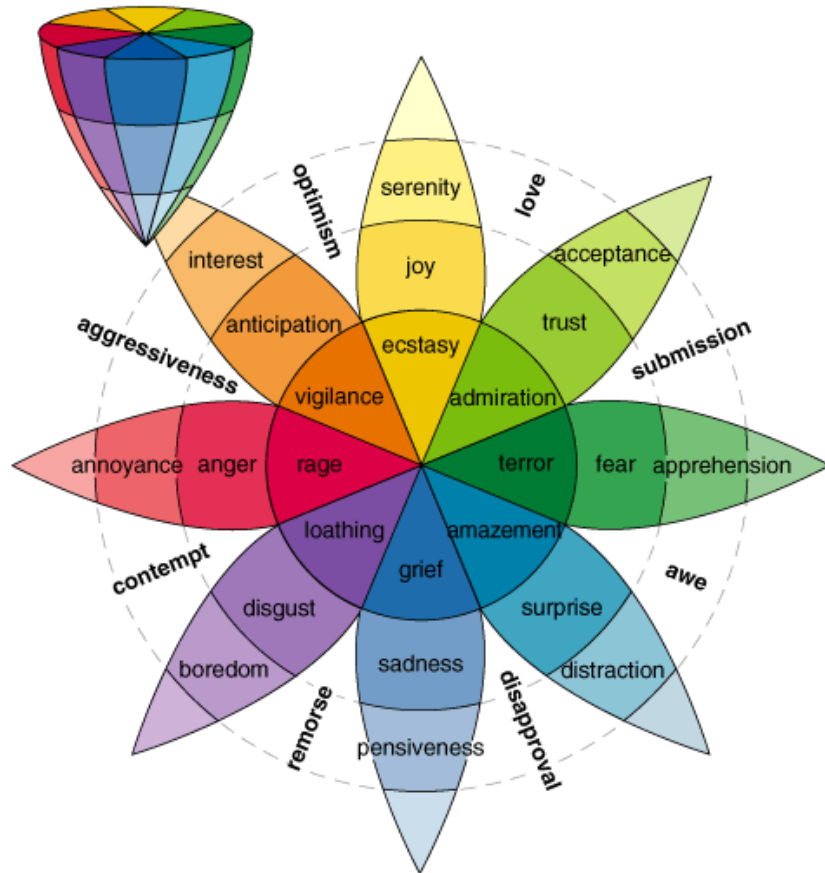 optimism
serenity
love
interest
joy
acceptance
anticipation
trust
aggressiveness
ecstasy
submission
vigilance
admiration
annoyance
anger
rage
terror
fear
apprehension
loathing
amazement
contempt
grief
awe
disgust
surprise
boredom
sadness
distraction
remorse
pensiveness
disapproval